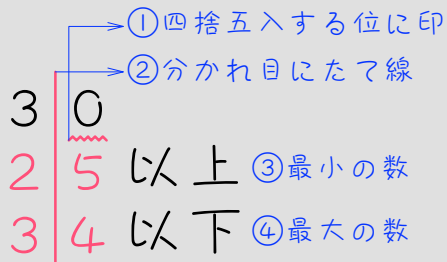 ①四捨五入する位に印
②分かれ目にたて線
30
25以上 ③最小の数
34以下 ④最大の数